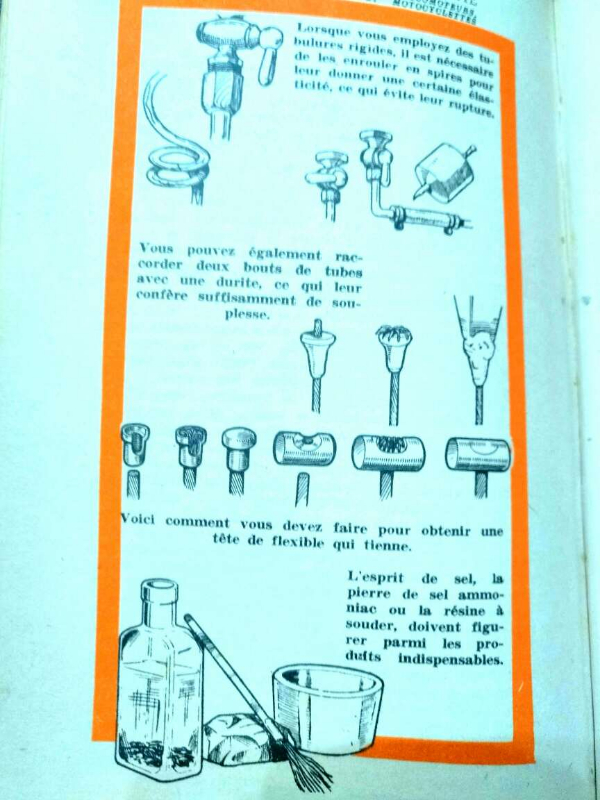 MOTOCYCLETTES
Lorsque vous employez des tu-
bulures rigides, il est nécessaire
de les enrouler en spires pour
leur donner une certaine élas-
ticité, ce qui évite leur rupture.
Vous pouvez également rac-
corder deux bouts de tubes
avec une durite, ce qui leur
confère suffisamment de sou-
plesse.
Voici comment vous devez faire pour obtenir une
tête de flexible qui tienne.
L'esprit de sel, la
pierre de sel ammo-
niac ou la résine à
souder, doivent figu-
rer parmi les pro-
duits indispensables.